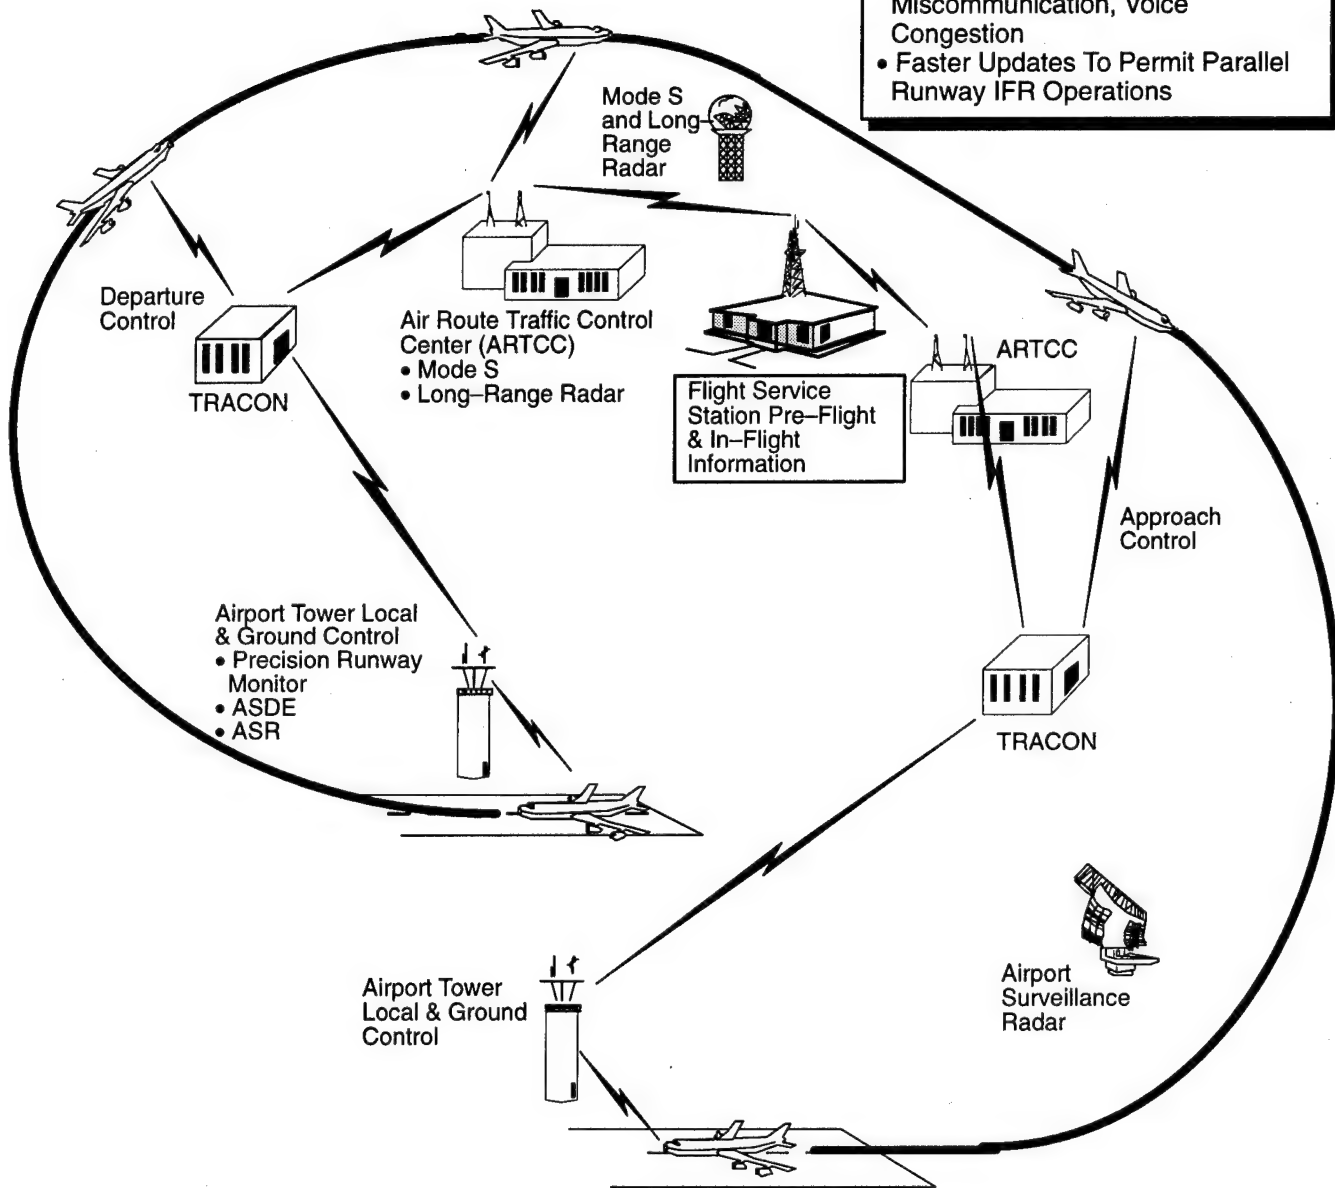 Miscommunication, Voice
Congestion
• Faster Updates To Permit Parallel
Runway IFR Operations
Mode S
and Long–
Range
Radar
Departure
Control
TRACON
Air Route Traffic Control
Center (ARTCC)
• Mode S
• Long–Range Radar
ARTCC
Flight Service
Station Pre–Flight
& In–Flight
Information
Approach
Control
Airport Tower Local
& Ground Control
• Precision Runway
Monitor
• ASDE
• ASR
TRACON
Airport Tower
Local & Ground
Control
Airport
Surveillance
Radar